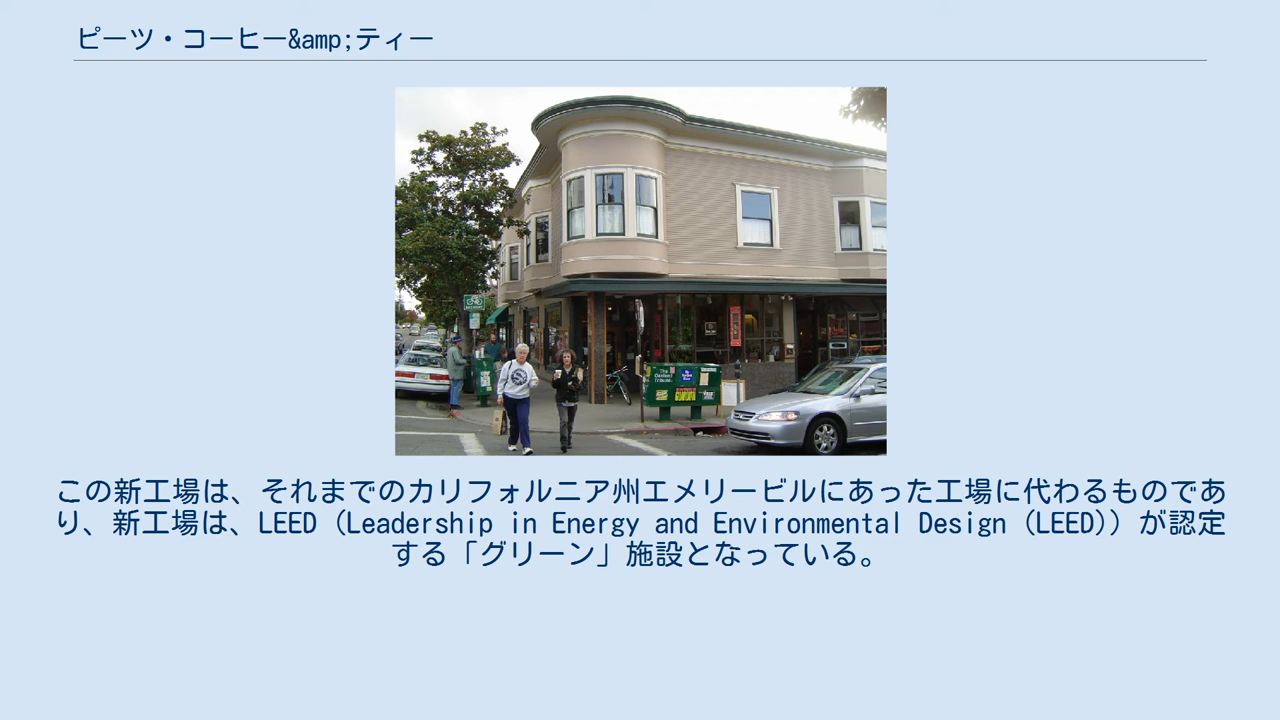 ピーツ・コーヒー&amp;ティー
この新工場は、それまでのカリフォルニア州エメリービルにあった工場に代わるものであ
り、新工場は、LEED（Leadership in Energy and Environmental Design（LEED））が認定
する「グリーン」施設となっている。